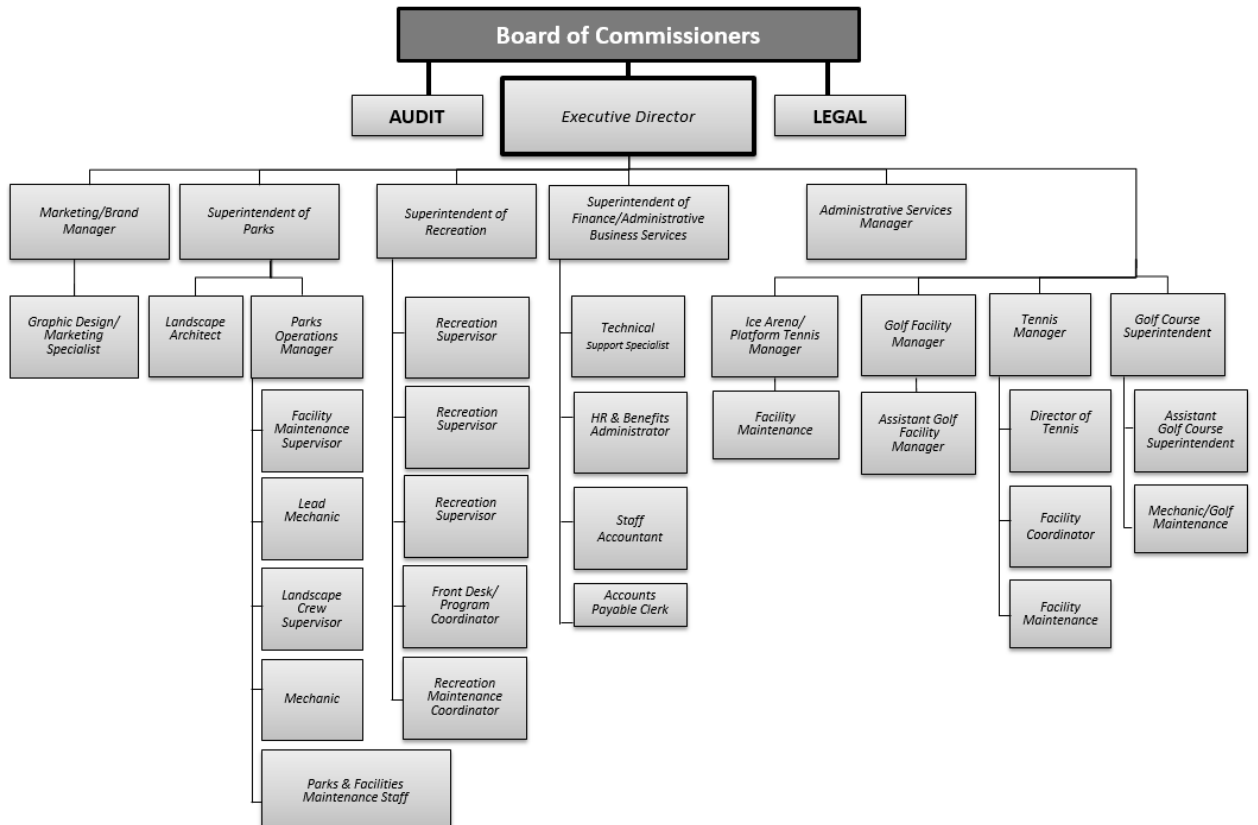 Board of Commissioners
AUDIT
Executive Director
LEGAL
Marketing/Brand
Manager
Superintendent of
Parks
Superintendent of
Recreation
Superintendent of
Finance/Administrative
Business Services
Administrative Services
Manager
Graphic Design/
Marketing
Specialist
Landscape
Architect
Parks
Operations
Manager
Recreation
Supervisor
Technical
Support Specialist
Ice Arena/
Platform Tennis
Manager
Golf Facility
Manager
Tennis
Manager
Golf Course
Superintendent
Facility
Maintenance
Supervisor
Recreation
Supervisor
HR & Benefits
Administrator
Facility
Maintenance
Assistant Golf
Facility
Manager
Director of
Tennis
Assistant
Golf Course
Superintendent
Lead
Mechanic
Recreation
Supervisor
Staff
Accountant
Facility
Coordinator
Mechanic/Golf
Maintenance
Landscape
Crew
Supervisor
Front Desk/
Program
Coordinator
Accounts
Payable Clerk
Facility
Maintenance
Mechanic
Recreation
Maintenance
Coordinator
Parks & Facilities
Maintenance Staff